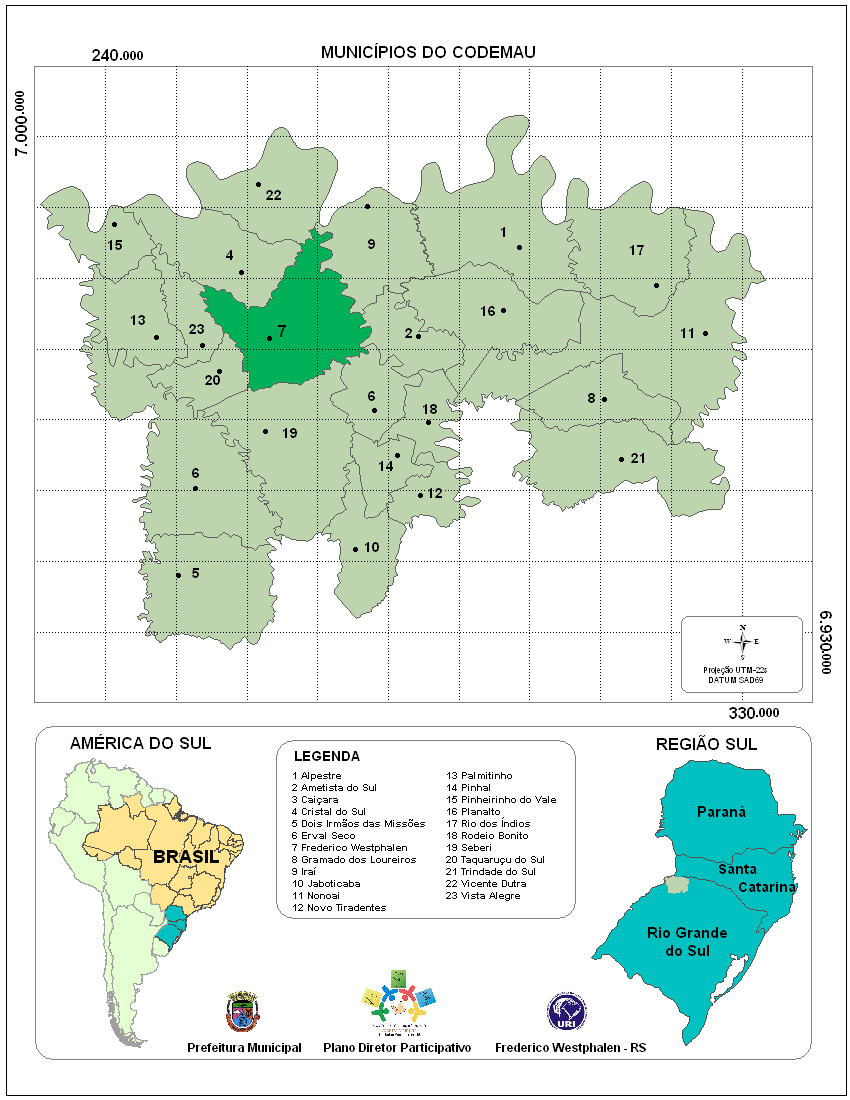 MUNICÍPIOS DO CODEMAU
240.000
7.000.000
22
15
4
9
1
17
13
23
7
2
16
11
20
6
18
8
19
14
21
6
12
10
5
6.930.000
N
W E
S
Projeção UTM-22s
DATUM SAD69
330.000
AMÉRICA DO SUL
BRASIL
LEGENDA
1 Alpestre
2 Ametista do Sul
3 Caiçara
4 Cristal do Sul
5 Dois Irmãos das Missões
6 Erval Seco
7 Frederico Westphalen
8 Gramado dos Loureiros
9 Iraí
10 Jaboticaba
11 Nonoai
12 Novo Tiradentes
13 Palmitinho
14 Pinhal
15 Pinheirinho do Vale
16 Planalto
17 Rio dos Índios
18 Rodeio Bonito
19 Seberi
20 Taquaruçu do Sul
21 Trindade do Sul
22 Vicente Dutra
23 Vista Alegre
REGIÃO SUL
Paraná
Santa
Catarina
Rio Grande
do Sul
URI
Prefeitura Municipal
Plano Diretor Participativo
Frederico Westphalen - RS